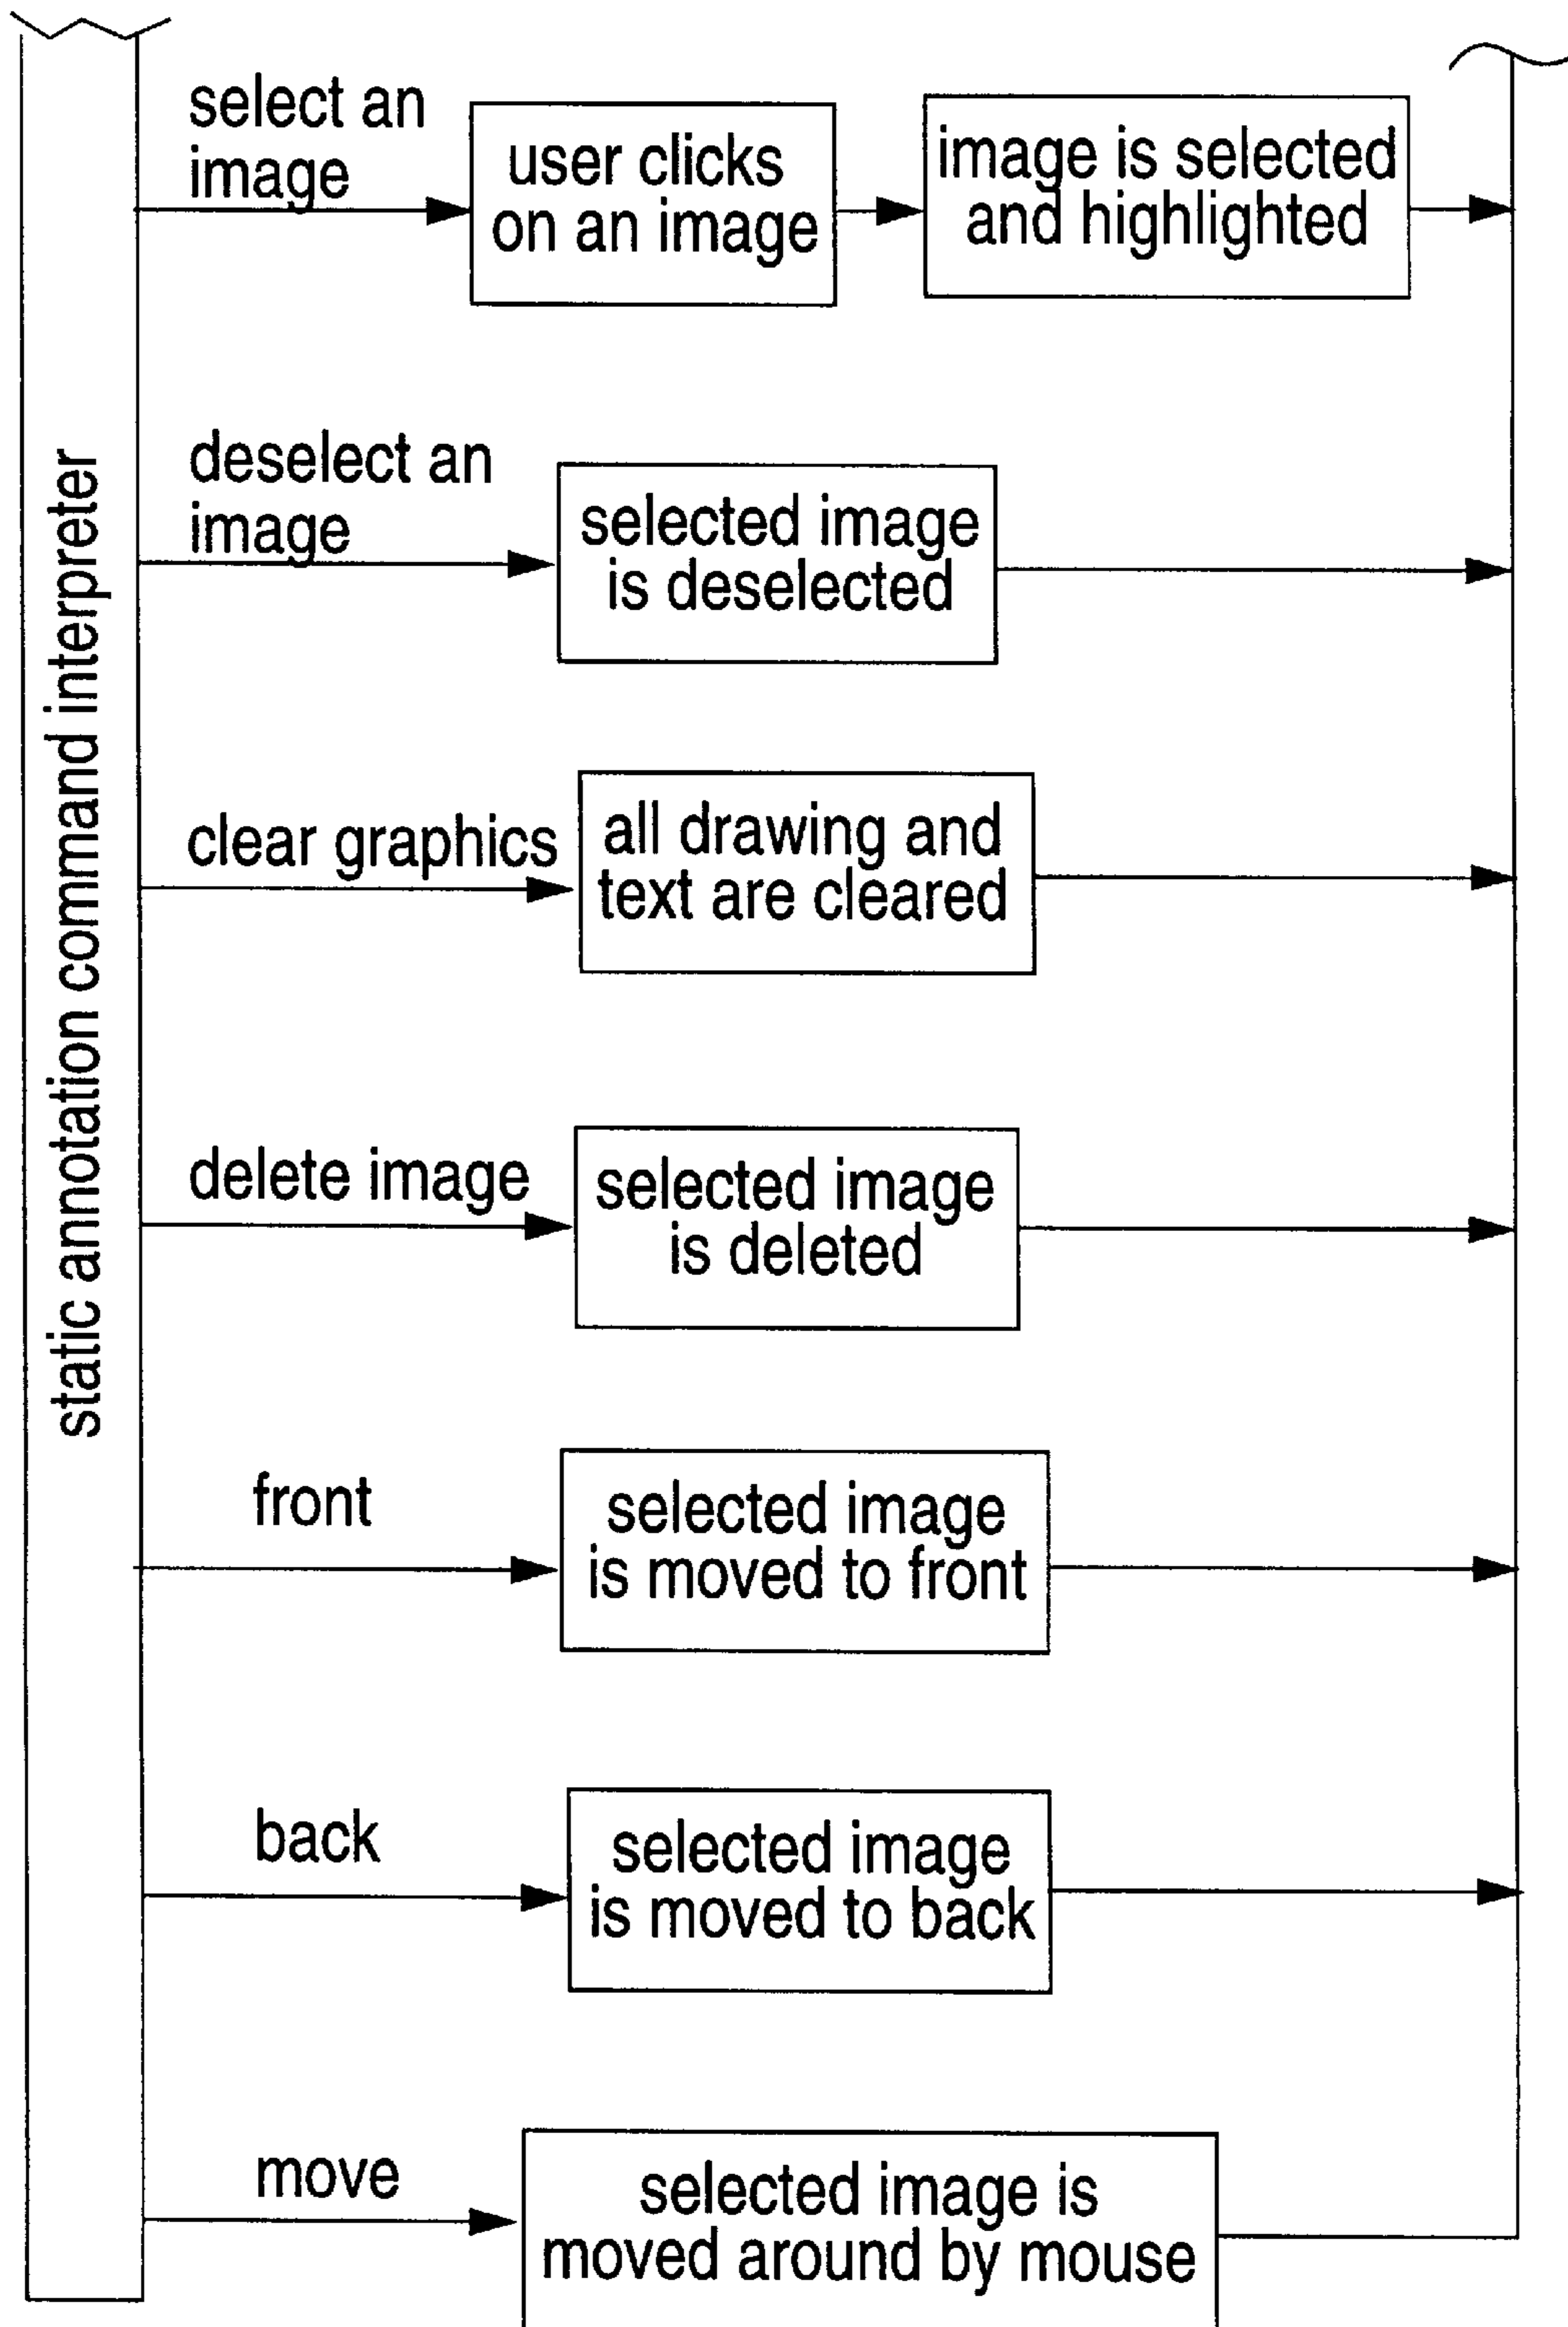 static annotation command interpreter
select an
image
user clicks
on an image
image is selected
and highlighted
deselect an
image
selected image
is deselected
clear graphics
all drawing and
text are cleared
delete image
selected image
is deleted
front
selected image
is moved to front
back
selected image
is moved to back
move
selected image is
moved around by mouse